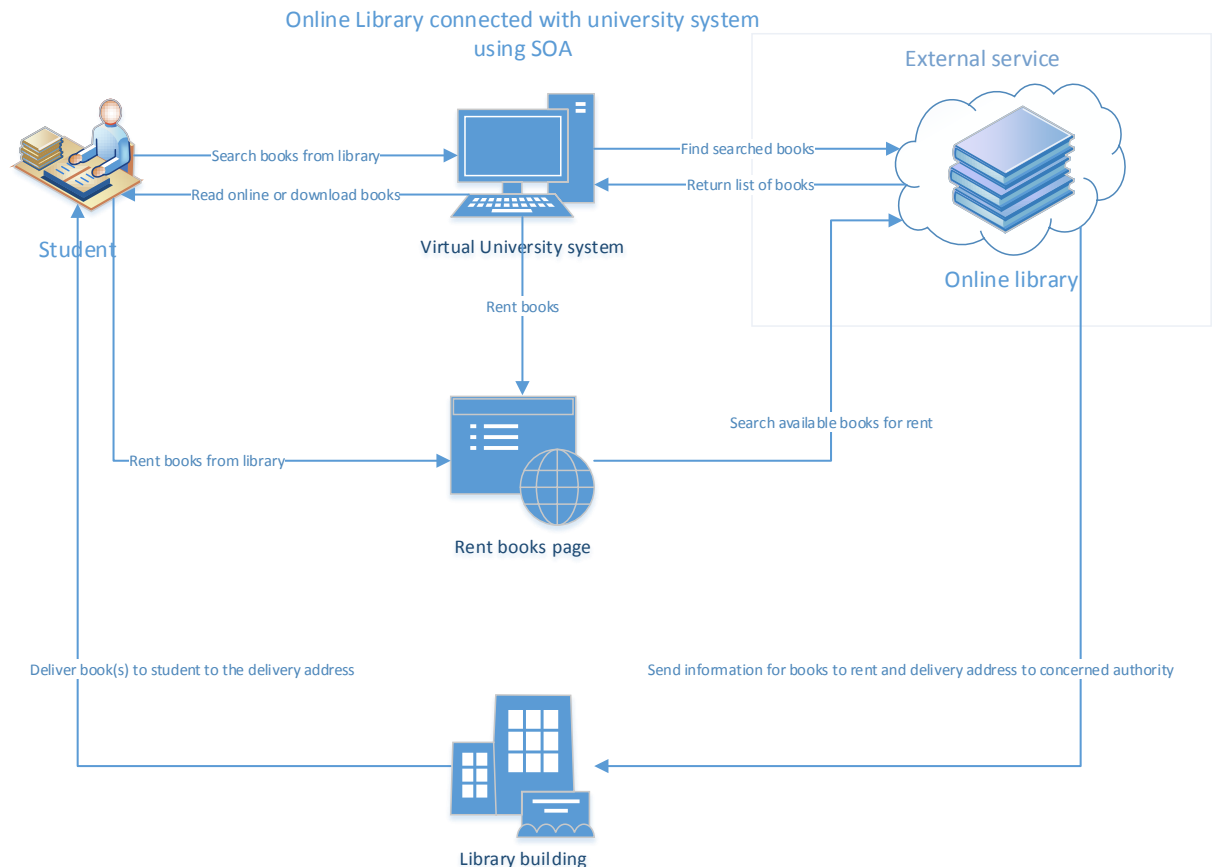 Online Library connected with university system
using SOA
External service
Search books from library
Find searched books
Read online or download books
Return list of books
Student
Virtual University system
Online library
Rent books
Search available books for rent
Rent books from library
Rent books page
Deliver book(s) to student to the delivery address
Send information for books to rent and delivery address to concerned authority
Library building